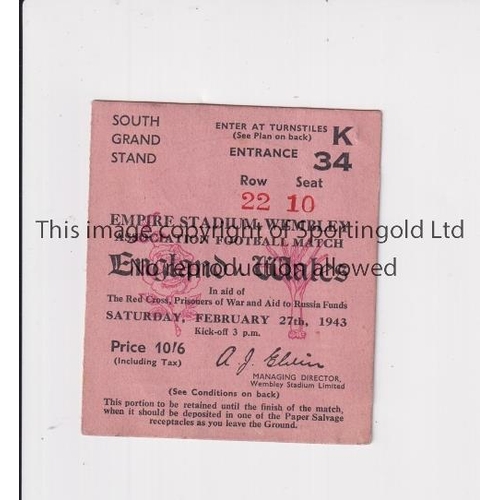 SOUTH
GRAND
STAND
ENTER AT TURNSTILES K
(See Plan on back)
ENTRANCE 34
Row Seat
22 10
EMPIRE STADIUM, WEMBLEY
This image copyright of Sportingold Ltd
ASSOCIATION FOOTBALL MATCH
England Wales
No reproduction allowed
In aid of
The Red Cross, Prisoners of War and Aid to Russia Funds
SATURDAY, FEBRUARY 27th, 1943
Kick-off 3 p.m.
Price 10/6
(Including Tax)
A. J. Elvin
MANAGING DIRECTOR,
Wembley Stadium Limited
(See Conditions on back)
This portion to be retained until the finish of the match,
when it should be deposited in one of the Paper Salvage
receptacles as you leave the Ground.